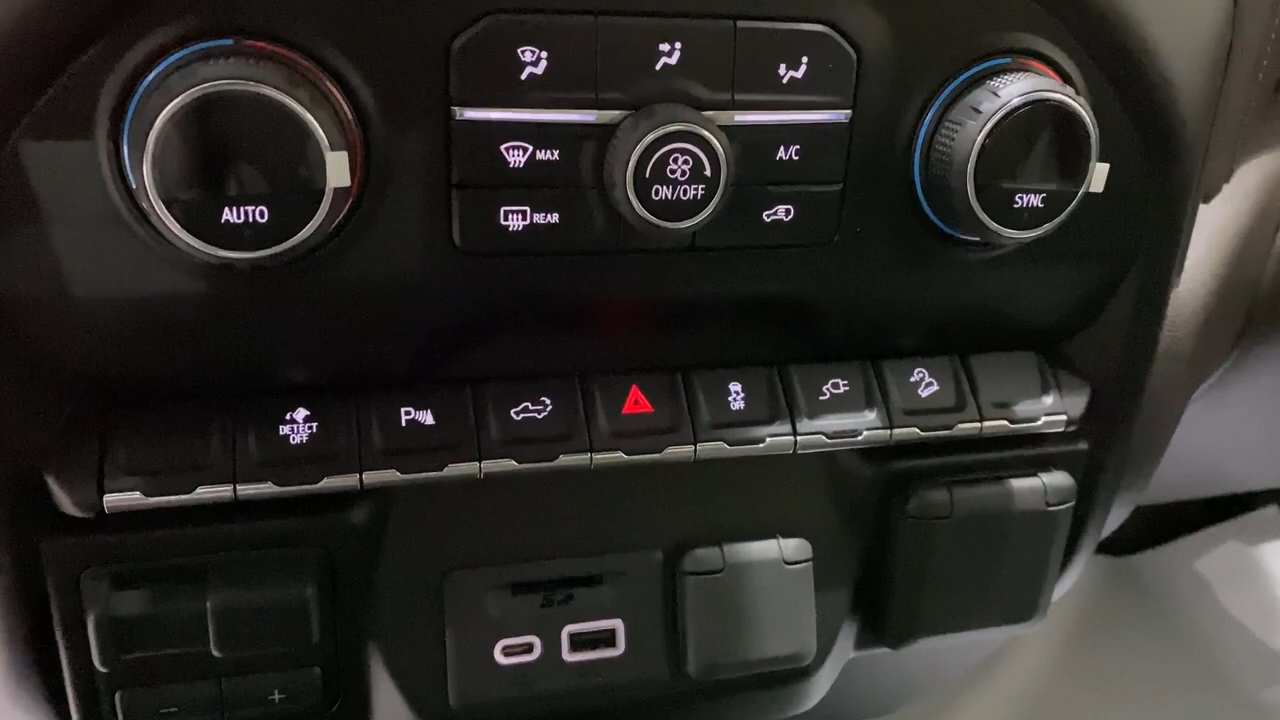 MAX
A/C
ON/OFF
AUTO
SYNC
REAR
DETECT
OFF
P
OFF
- +